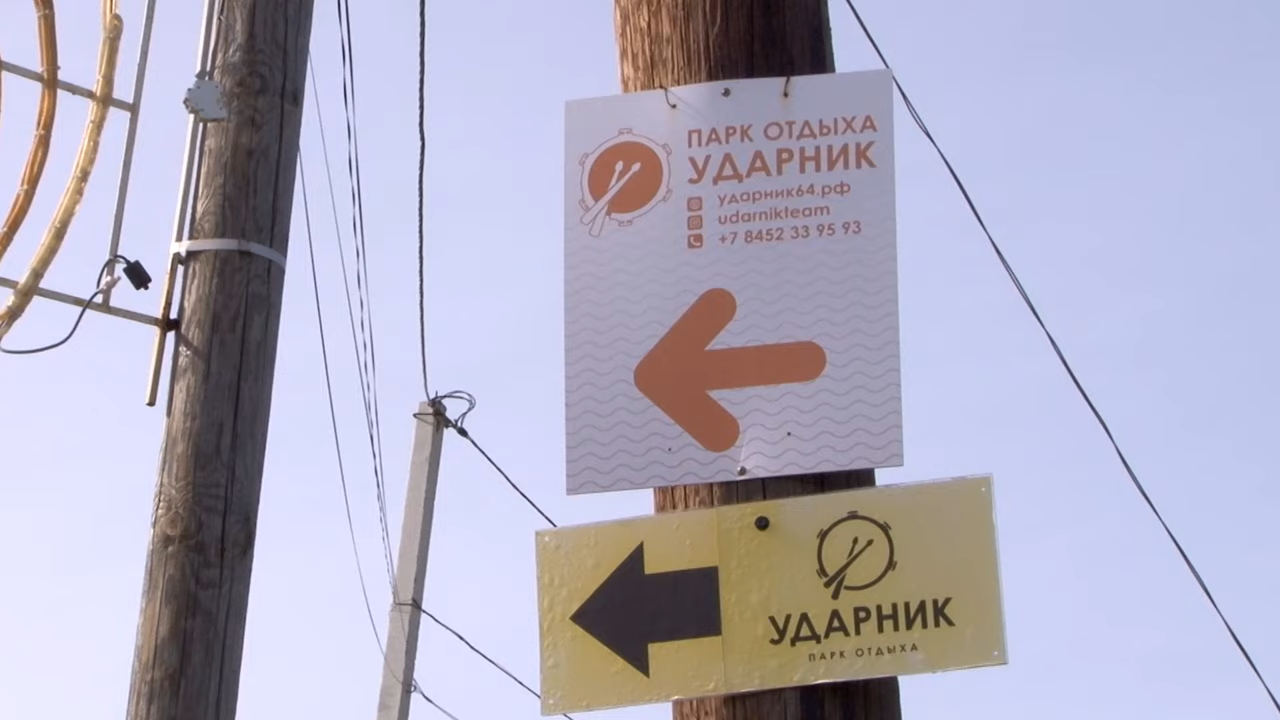 ПАРК ОТДЫХА
УДАРНИК
ударник64.рф
udarnikteam
+7 8452 33 95 93
УДАРНИК
ПАРК ОТДЫХА